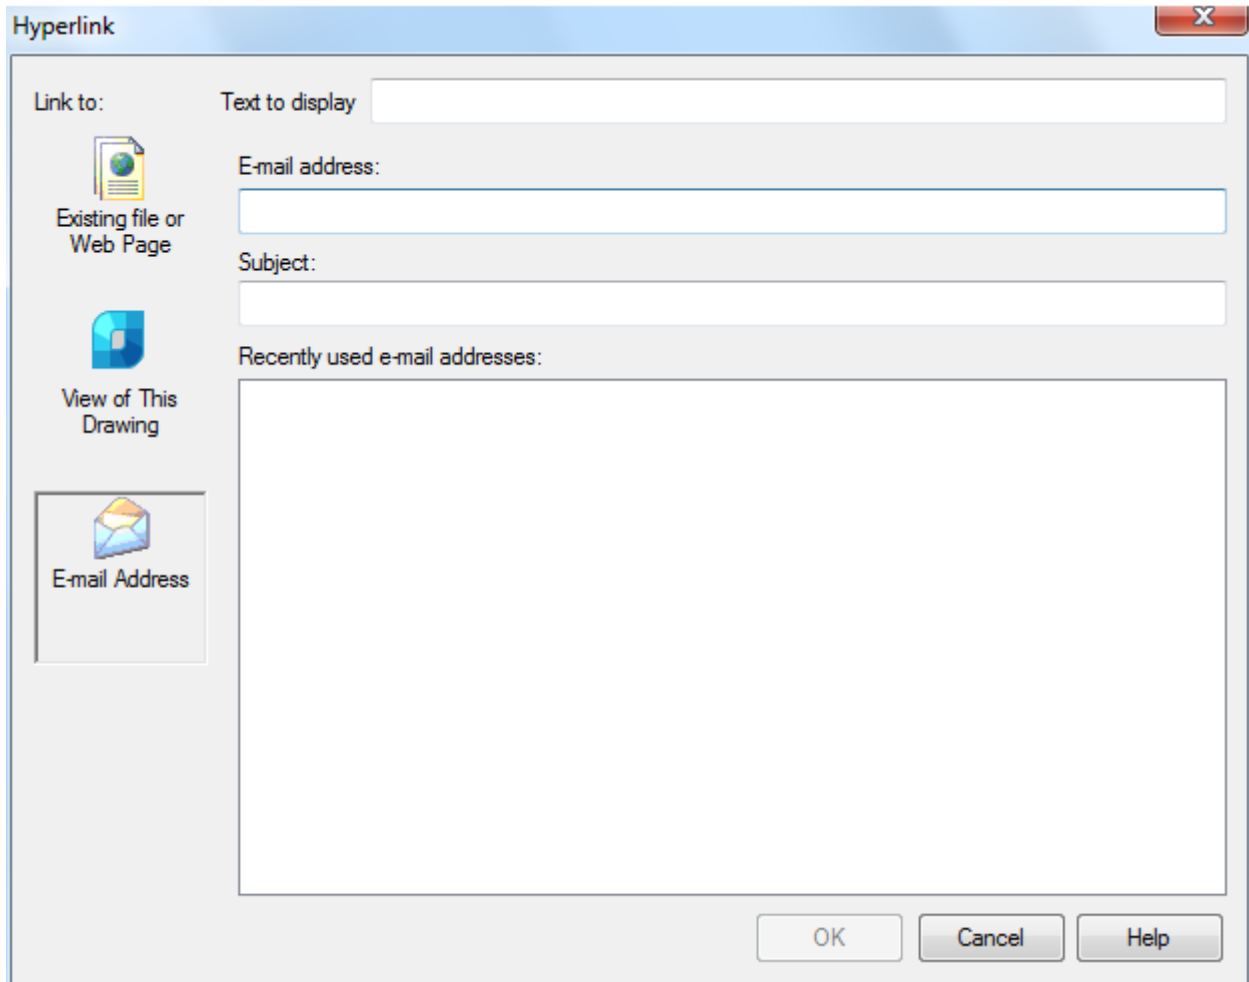 Hyperlink
Link to:
Text to display
Existing file or
Web Page
E-mail address:
Subject:
View of This
Drawing
Recently used e-mail addresses:
E-mail Address
OK
Cancel
Help